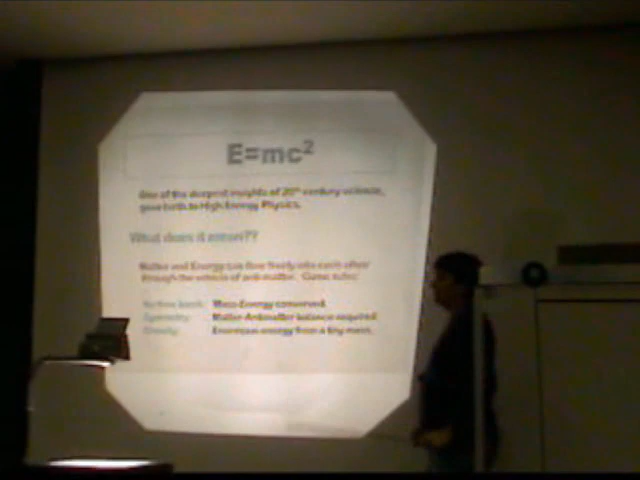 E=mc²
One of the deepest insights of 20th century science,
gave birth to High Energy Physics.
What does it mean??
Matter and Energy can flow freely into each other
through the vehicle of antimatter. Game rules:
Mass-Energy conserved
Symmetry: Matter-Antimatter balance required
Enormous energy from a tiny mass.